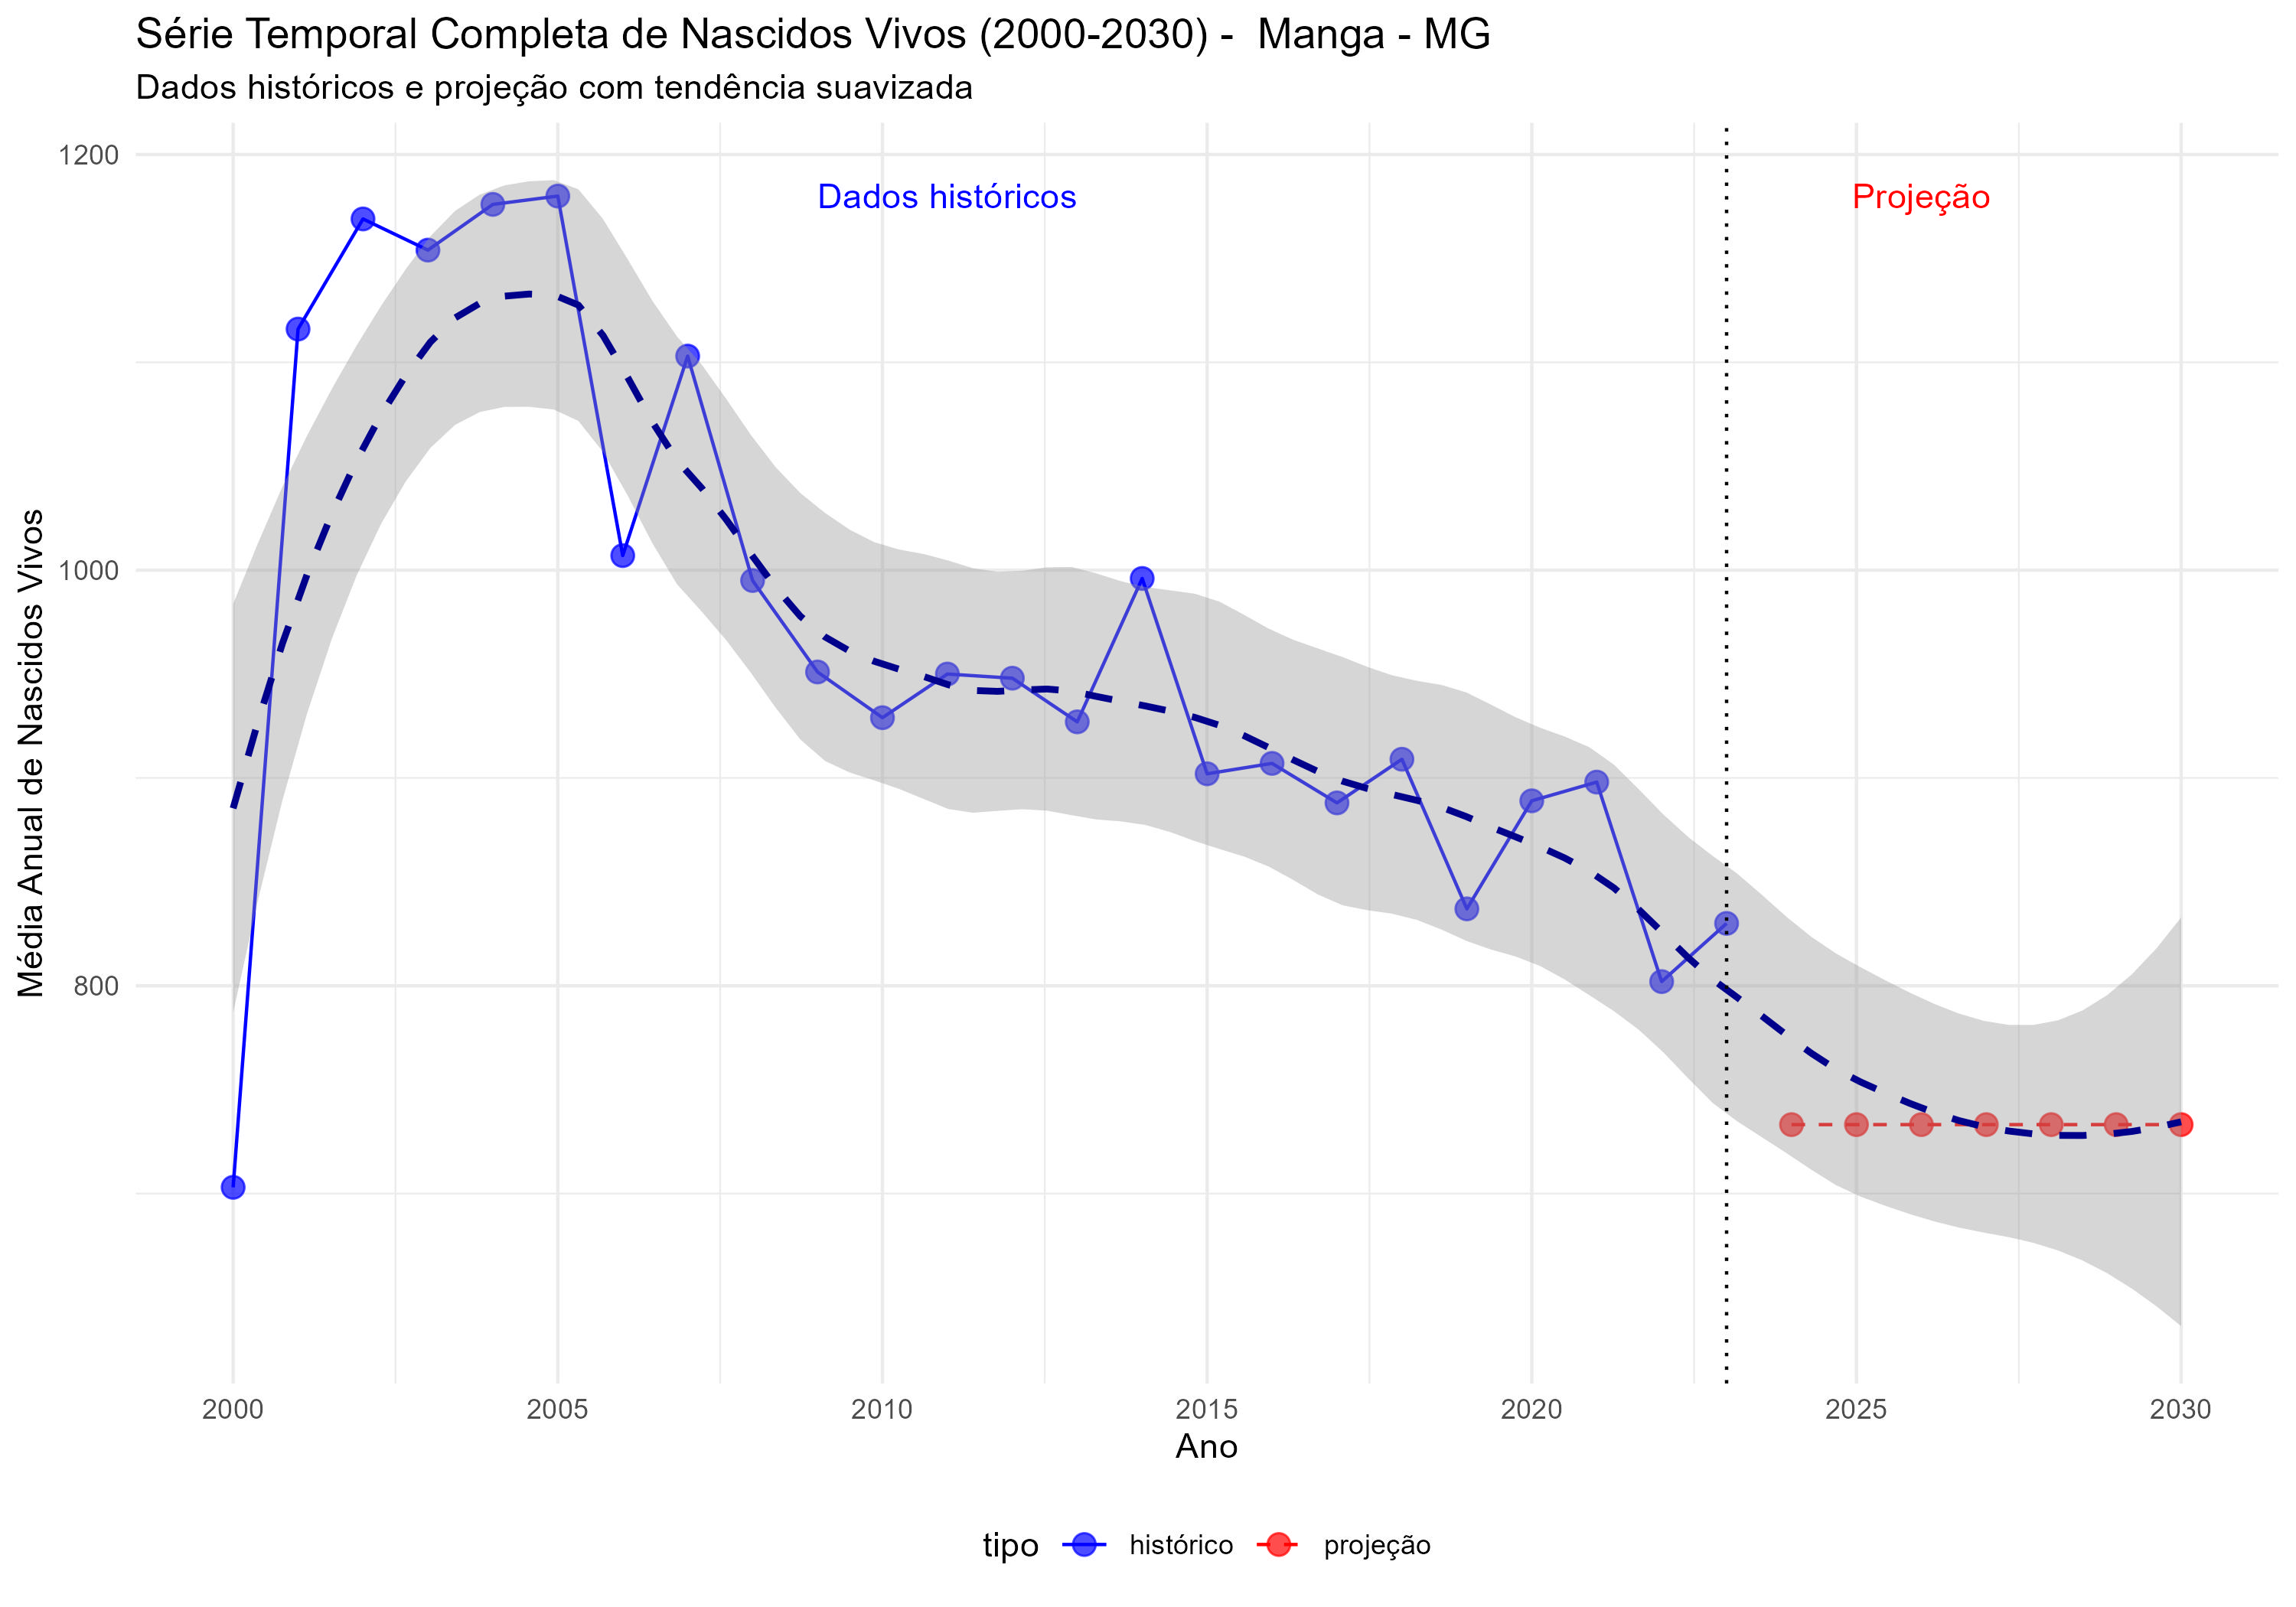 Série Temporal Completa de Nascidos Vivos (2000-2030) -  Manga - MG
Dados históricos e projeção com tendência suavizada
Média Anual de Nascidos Vivos
1200
1000
800
Dados históricos
Projeção
2000 2005 2010 2015 2020 2025 2030
Ano
tipo histórico projeção